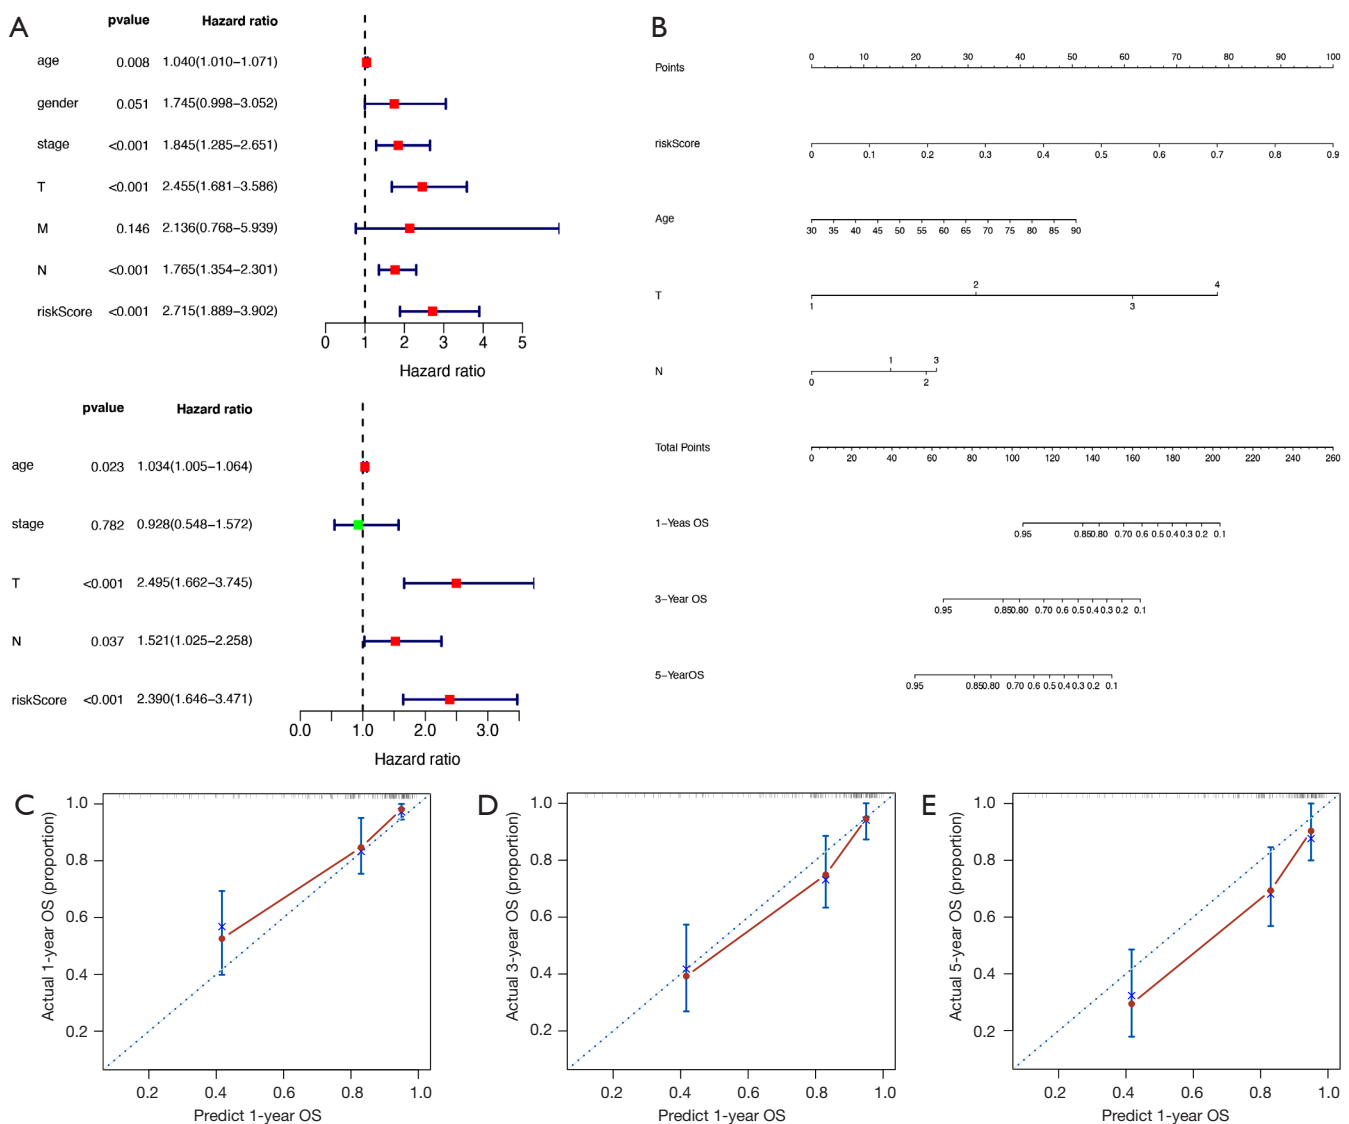 A
pvalue Hazard ratio
age 0.008 1.040(1.010−1.071)
gender 0.051 1.745(0.998−3.052)
stage <0.001 1.845(1.285−2.651)
T <0.001 2.455(1.681−3.586)
M 0.146 2.136(0.768−5.939)
N <0.001 1.765(1.354−2.301)
riskScore <0.001 2.715(1.889−3.902)
0 1 2 3 4 5
Hazard ratio
pvalue Hazard ratio
age 0.023 1.034(1.005−1.064)
stage 0.782 0.928(0.548−1.572)
T <0.001 2.495(1.662−3.745)
N 0.037 1.521(1.025−2.258)
riskScore <0.001 2.390(1.646−3.471)
0.0 1.0 2.0 3.0
Hazard ratio
B
Points 0 10 20 30 40 50 60 70 80 90 100
riskScore 0 0.1 0.2 0.3 0.4 0.5 0.6 0.7 0.8 0.9
Age 30 35 40 45 50 55 60 65 70 75 80 85 90
T 1 2 3 4
N 0 1 2 3
Total Points 0 20 40 60 80 100 120 140 160 180 200 220 240 260
1−Yeas OS 0.95 0.85 0.80 0.70 0.6 0.5 0.4 0.3 0.2 0.1
3−Year OS 0.95 0.85 0.80 0.70 0.6 0.5 0.4 0.3 0.2 0.1
5−YearOS 0.95 0.85 0.80 0.70 0.6 0.5 0.4 0.3 0.2 0.1
C
Actual 1-year OS (proportion)
1.0
0.8
0.6
0.4
0.2
0.2 0.4 0.6 0.8 1.0
Predict 1-year OS
D
Actual 3-year OS (proportion)
1.0
0.8
0.6
0.4
0.2
0.2 0.4 0.6 0.8 1.0
Predict 1-year OS
E
Actual 5-year OS (proportion)
1.0
0.8
0.6
0.4
0.2
0.2 0.4 0.6 0.8 1.0
Predict 1-year OS